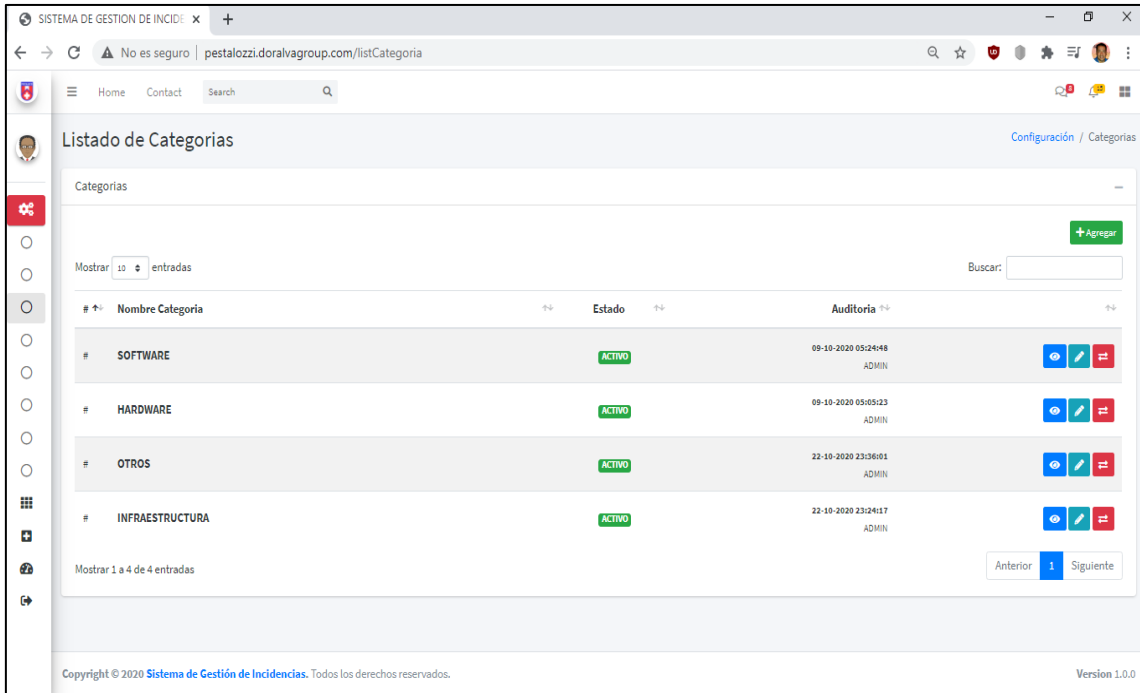 SISTEMA DE GESTION DE INCIDE
No es seguro | pestalozzi.doralvagroup.com/listCategoria
Home Contact Search
Listado de Categorias
Configuración / Categorias
Categorias
+ Agregar
Mostrar 10 entradas Buscar:
# Nombre Categoria Estado Auditoria
# SOFTWARE ACTIVO 09-10-2020 05:24:48
ADMIN
# HARDWARE ACTIVO 09-10-2020 05:05:23
ADMIN
# OTROS ACTIVO 22-10-2020 23:36:01
ADMIN
# INFRAESTRUCTURA ACTIVO 22-10-2020 23:24:17
ADMIN
Mostrar 1 a 4 de 4 entradas Anterior 1 Siguiente
Copyright © 2020 Sistema de Gestión de Incidencias. Todos los derechos reservados. Version 1.0.0